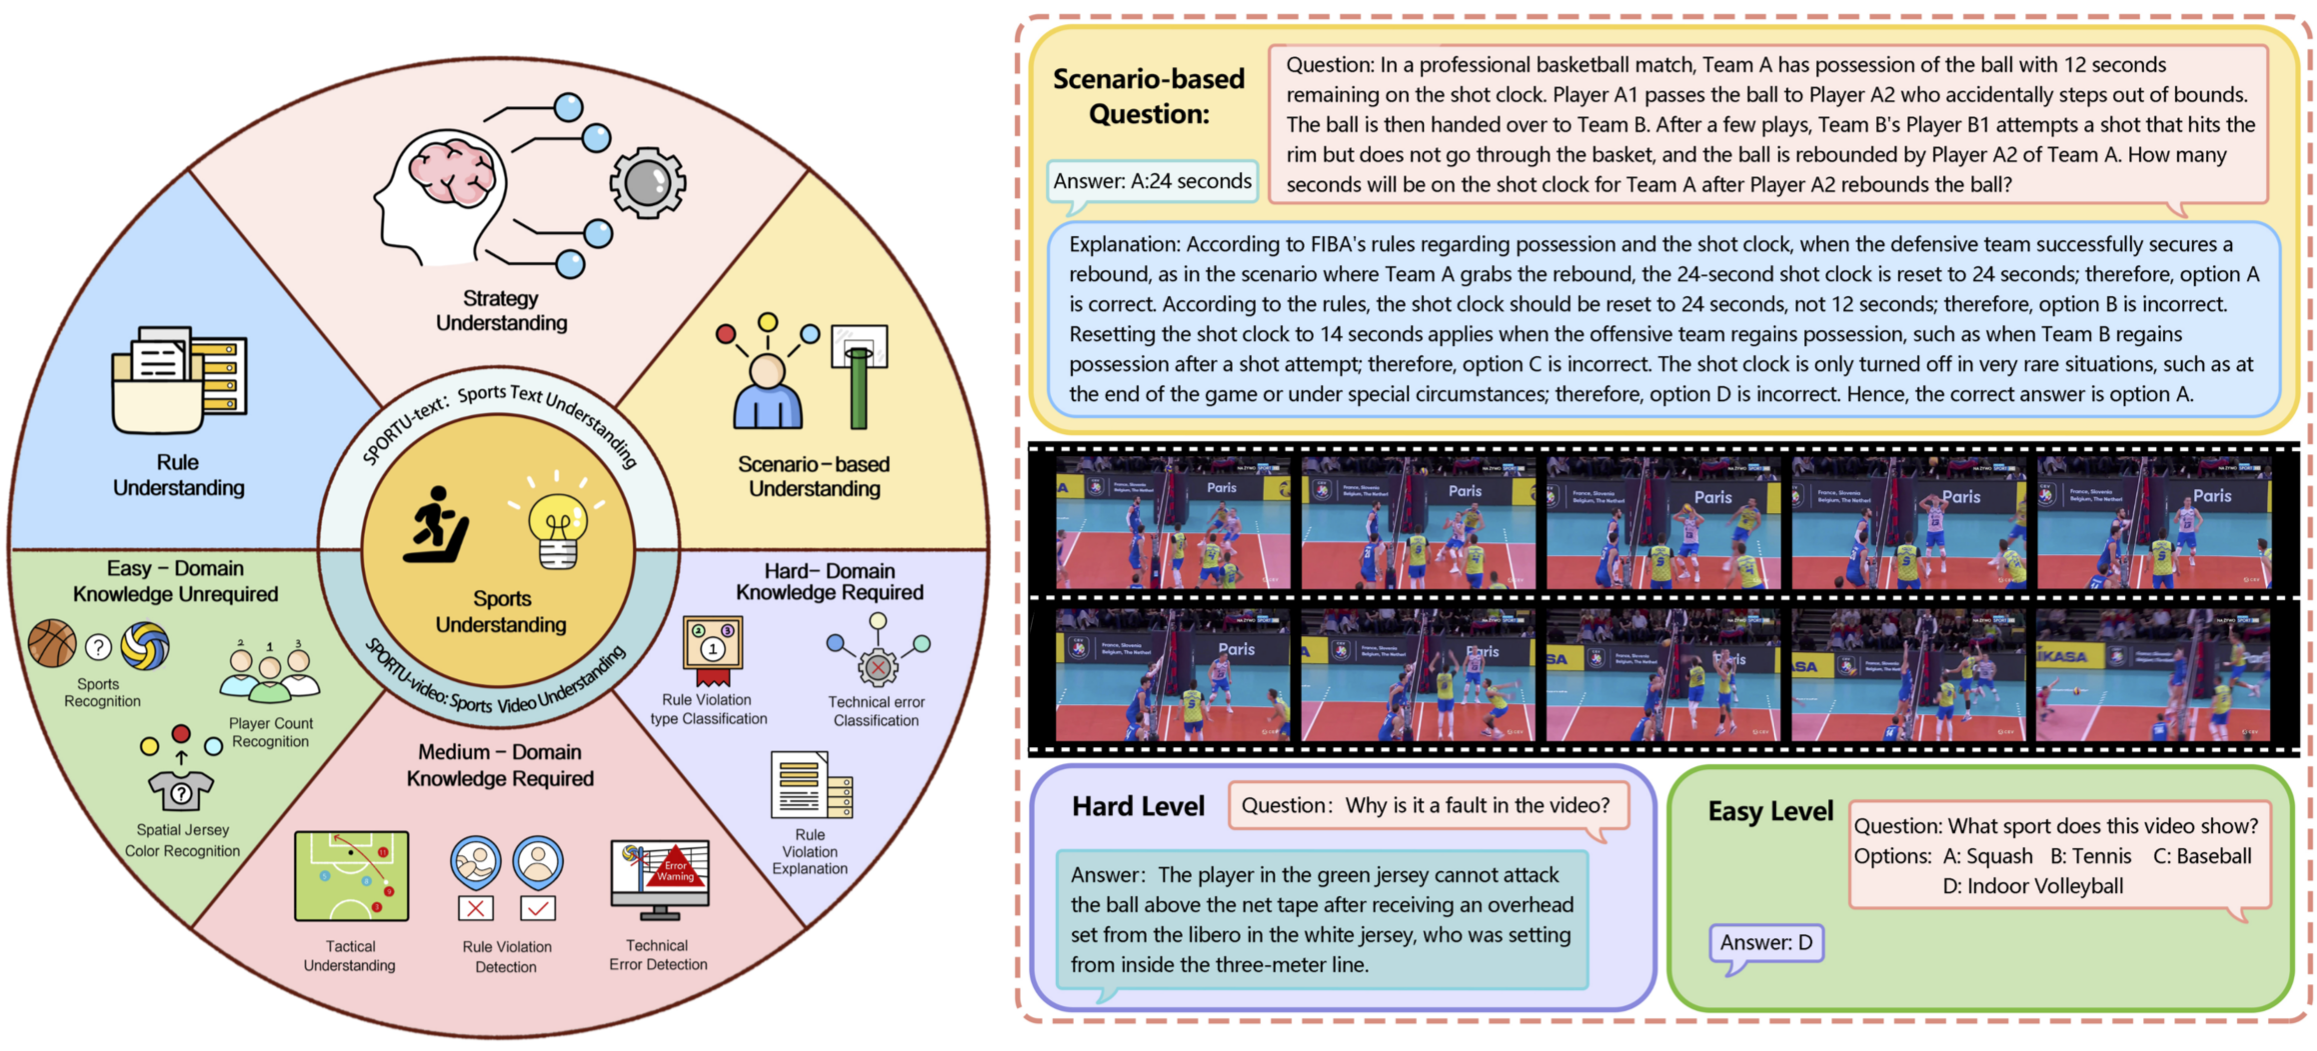 Strategy
Understanding
Rule
Understanding
Scenario-based
Understanding
SPORTU-text: Sports Text Understanding
Sports
Understanding
SPORTU-video: Sports Video Understanding
Easy - Domain
Knowledge Unrequired
2 1 3
?
Sports
Recognition
Player Count
Recognition
?
Spatial Jersey
Color Recognition
Medium - Domain
Knowledge Required
Tactical
Understanding
Rule Violation
Detection
Error
Warning
Technical
Error Detection
Hard- Domain
Knowledge Required
2 3
1
Rule Violation
type Classification
Technical error
Classification
Rule
Violation
Explanation
Scenario-based
Question:
Question: In a professional basketball match, Team A has possession of the ball with 12 seconds
remaining on the shot clock. Player A1 passes the ball to Player A2 who accidentally steps out of bounds.
The ball is then handed over to Team B. After a few plays, Team B's Player B1 attempts a shot that hits the
rim but does not go through the basket, and the ball is rebounded by Player A2 of Team A. How many
seconds will be on the shot clock for Team A after Player A2 rebounds the ball?
Answer: A:24 seconds
Explanation: According to FIBA's rules regarding possession and the shot clock, when the defensive team successfully secures a
rebound, as in the scenario where Team A grabs the rebound, the 24-second shot clock is reset to 24 seconds; therefore, option A
is correct. According to the rules, the shot clock should be reset to 24 seconds, not 12 seconds; therefore, option B is incorrect.
Resetting the shot clock to 14 seconds applies when the offensive team regains possession, such as when Team B regains
possession after a shot attempt; therefore, option C is incorrect. The shot clock is only turned off in very rare situations, such as at
the end of the game or under special circumstances; therefore, option D is incorrect. Hence, the correct answer is option A.
Paris
Paris
Paris
Paris
Paris
Paris
Paris
Hard Level
Question: Why is it a fault in the video?
Answer: The player in the green jersey cannot attack
the ball above the net tape after receiving an overhead
set from the libero in the white jersey, who was setting
from inside the three-meter line.
Easy Level
Question: What sport does this video show?
Options: A: Squash B: Tennis C: Baseball
D: Indoor Volleyball
Answer: D